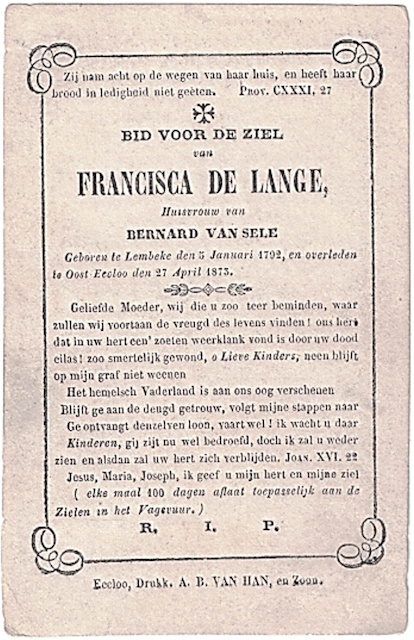 Zij nam acht op de wegen van haar huis, en heeft haar
brood in ledigheid niet geëten. Prov. CXXXI, 27
BID VOOR DE ZIEL
van
FRANCISCA DE LANGE,
Huisvrouw van
BERNARD VAN SELE
Geboren te Lembeke den 5 Januari 1792, en overleden
te Oost Eecloo den 27 April 1873.
Geliefde Moeder, wij die u zoo teer beminden, waar
zullen wij voortaan de vreugd des levens vinden! ons hert
dat in uw hert een' zoeten weerklank vond is door uw dood
eilas! zoo smertelijk gewond, o Lieve Kinders, neen blijft
op mijn graf niet weenen
Het hemelsch Vaderland is aan ons oog verschenen
Blijft ge aan de deugd getrouw, volgt mijne stappen naar
Ge optvangt denzelven loon, vaart wel! ik wacht u daar
Kinderen, gij zijt nu wel bedroefd, doch ik zal u weder
zien en alsdan zal uw hert zich verblijden. Joan. XVI. 22
Jesus, Maria, Joseph, ik geef u mijn hert en mijne ziel
( elke maal 100 dagen aflaat toepasselijk aan de
Zielen in het Vagevuur. )
R. I. P.
Eecloo, Drukk. A. B. VAN HAN, en Zoon.